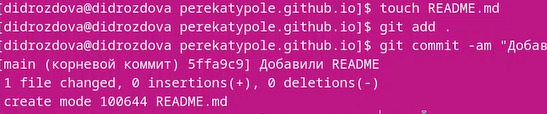 [didrozdova@didrozdova perekatypole.github.io]$ touch README.md
[didrozdova@didrozdova perekatypole.github.io]$ git add .
[didrozdova@didrozdova perekatypole.github.io]$ git commit -am "Добав
[main (корневой коммит) 5ffa9c9] Добавили README
1 file changed, 0 insertions(+), 0 deletions(-)
create mode 100644 README.md